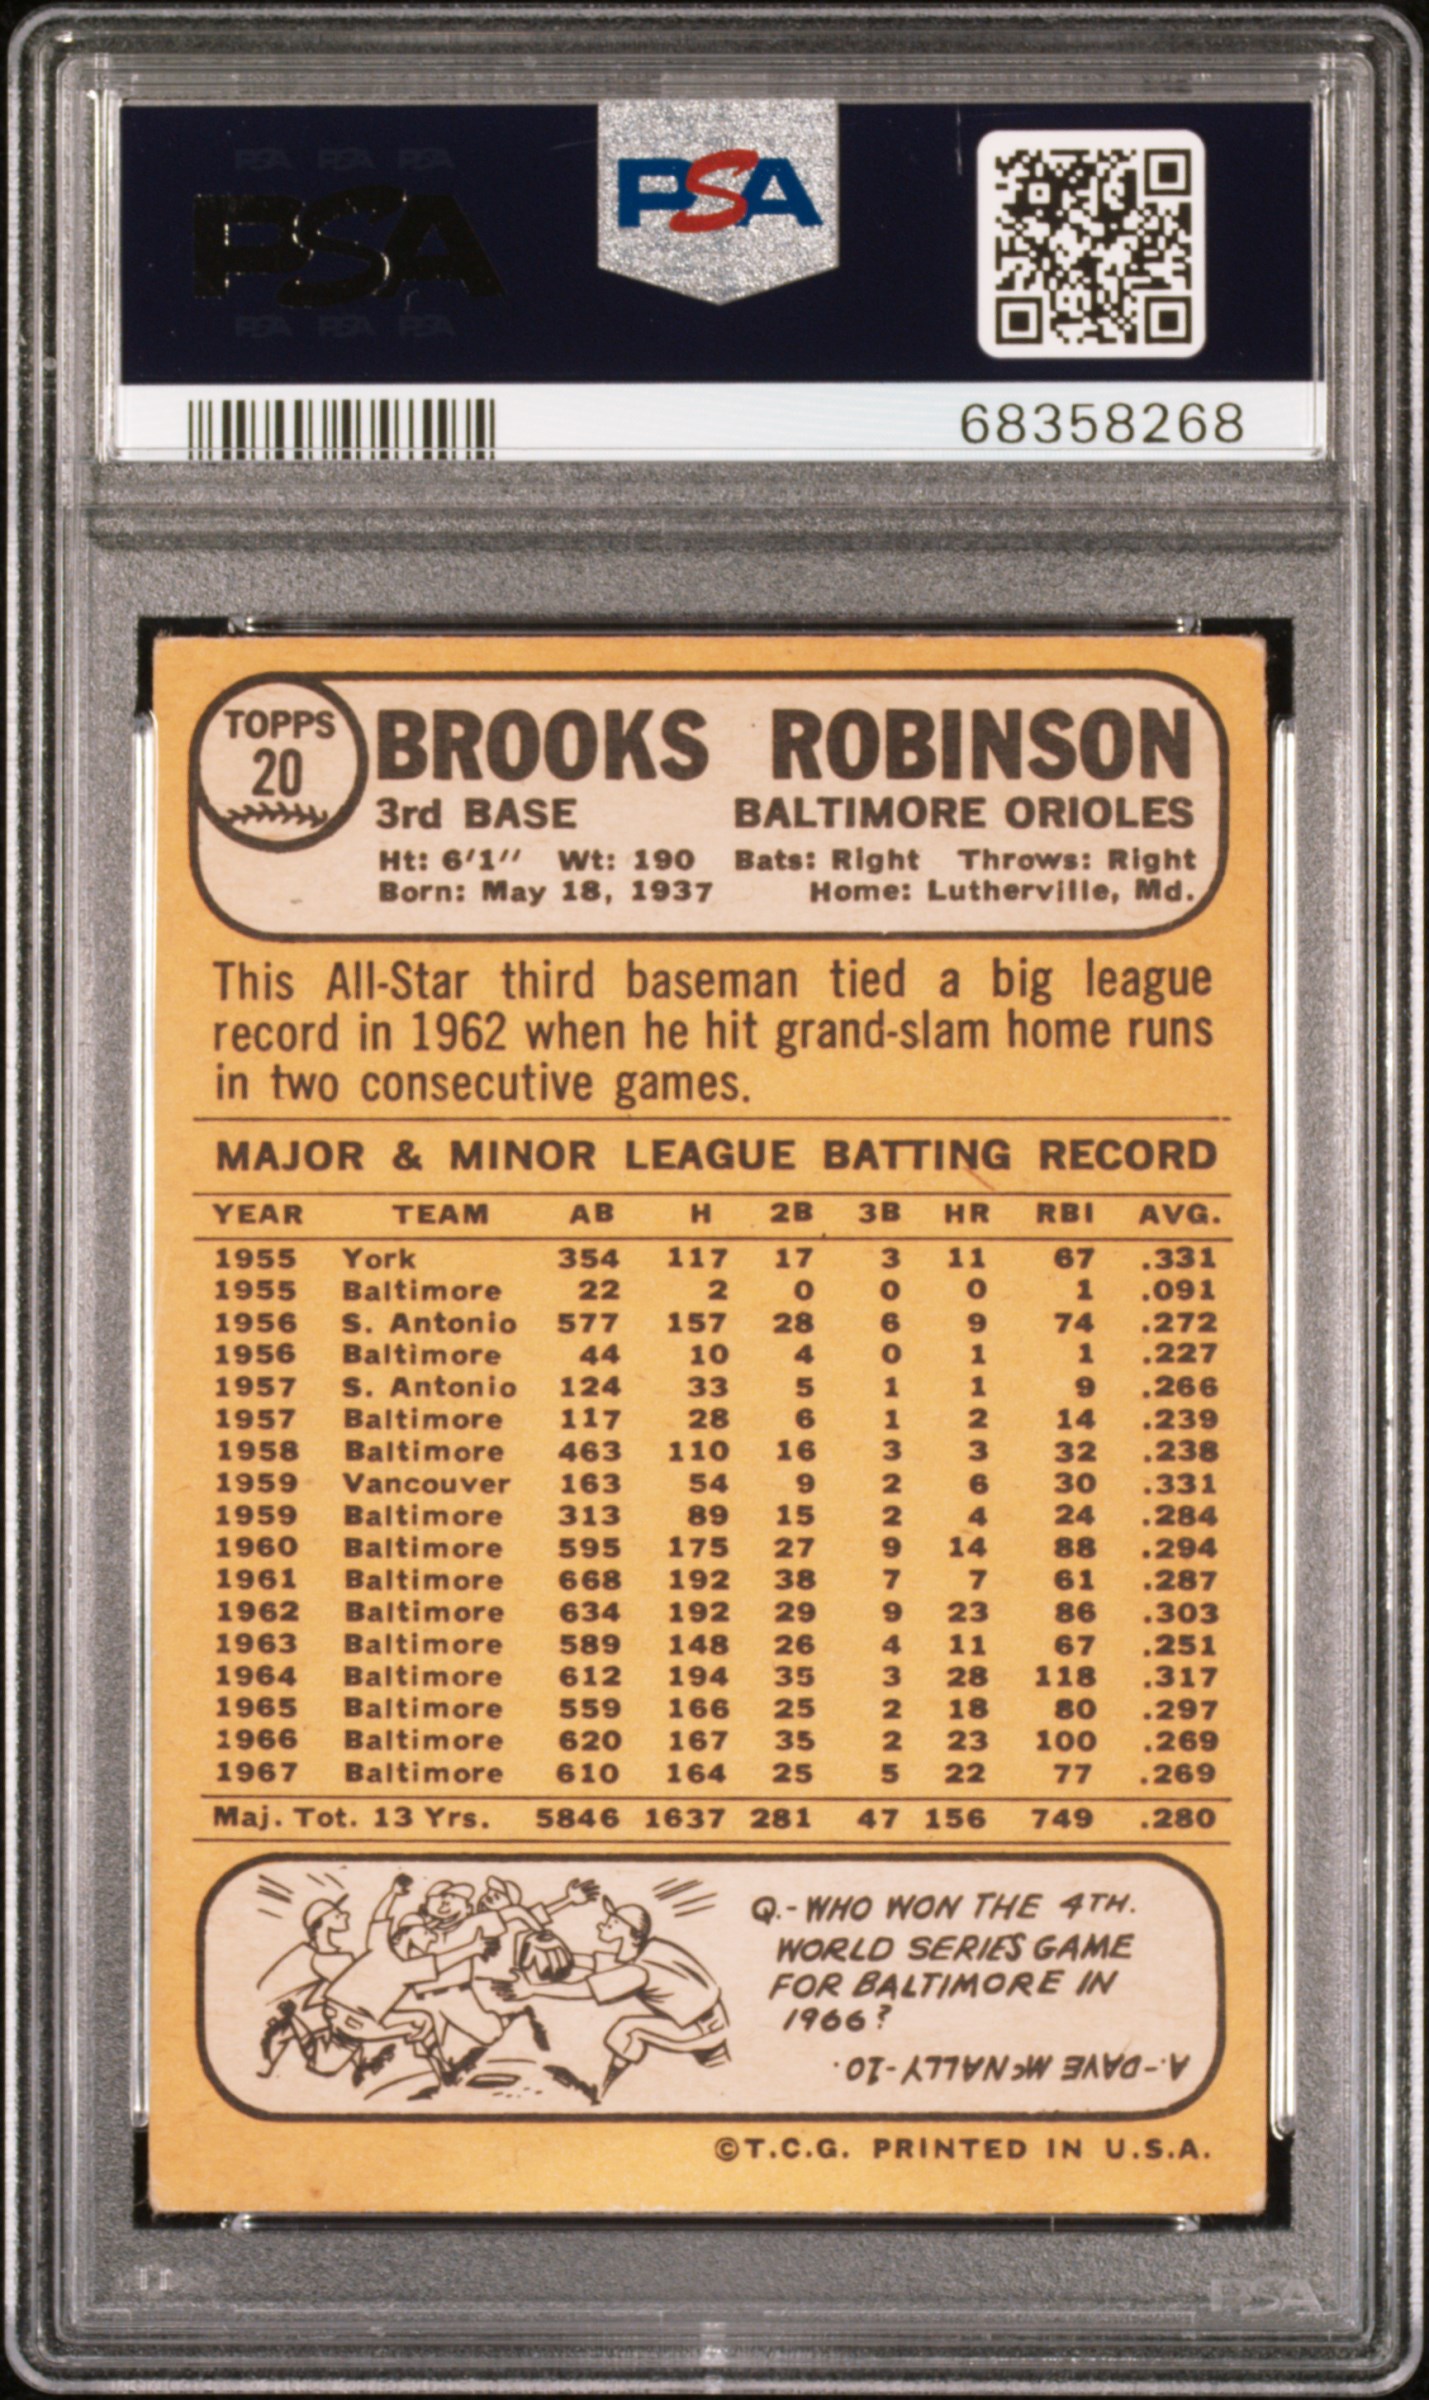 PSA PSA PSA
PSA
PSA PSA PSA
PSA
68358268
TOPPS
20
BROOKS ROBINSON
3rd BASE BALTIMORE ORIOLES
Ht: 6'1" Wt: 190 Bats: Right Throws: Right
Born: May 18, 1937 Home: Lutherville, Md.
This All-Star third baseman tied a big league
record in 1962 when he hit grand-slam home runs
in two consecutive games.
MAJOR & MINOR LEAGUE BATTING RECORD
YEAR TEAM AB H 2B 3B HR RBI AVG.
1955 York 354 117 17 3 11 67 .331
1955 Baltimore 22 2 0 0 0 1 .091
1956 S. Antonio 577 157 28 6 9 74 .272
1956 Baltimore 44 10 4 0 1 1 .227
1957 S. Antonio 124 33 5 1 1 9 .266
1957 Baltimore 117 28 6 1 2 14 .239
1958 Baltimore 463 110 16 3 3 32 .238
1959 Vancouver 163 54 9 2 6 30 .331
1959 Baltimore 313 89 15 2 4 24 .284
1960 Baltimore 595 175 27 9 14 88 .294
1961 Baltimore 668 192 38 7 7 61 .287
1962 Baltimore 634 192 29 9 23 86 .303
1963 Baltimore 589 148 26 4 11 67 .251
1964 Baltimore 612 194 35 3 28 118 .317
1965 Baltimore 559 166 25 2 18 80 .297
1966 Baltimore 620 167 35 2 23 100 .269
1967 Baltimore 610 164 25 5 22 77 .269
Maj. Tot. 13 Yrs. 5846 1637 281 47 156 749 .280
Q.-WHO WON THE 4TH.
WORLD SERIES GAME
FOR BALTIMORE IN
1966?
A.-DAVE McNALLY-10.
©T.C.G. PRINTED IN U.S.A.
PSA